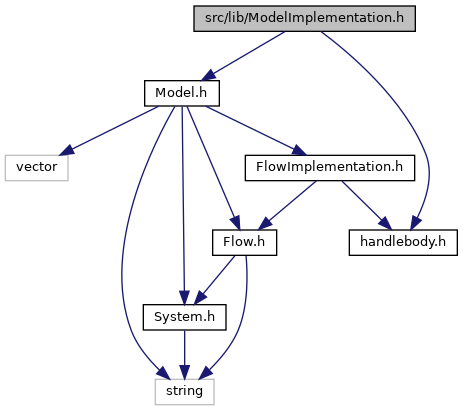 src/lib/ModelImplementation.h
Model.h
vector
FlowImplementation.h
Flow.h
handlebody.h
System.h
string